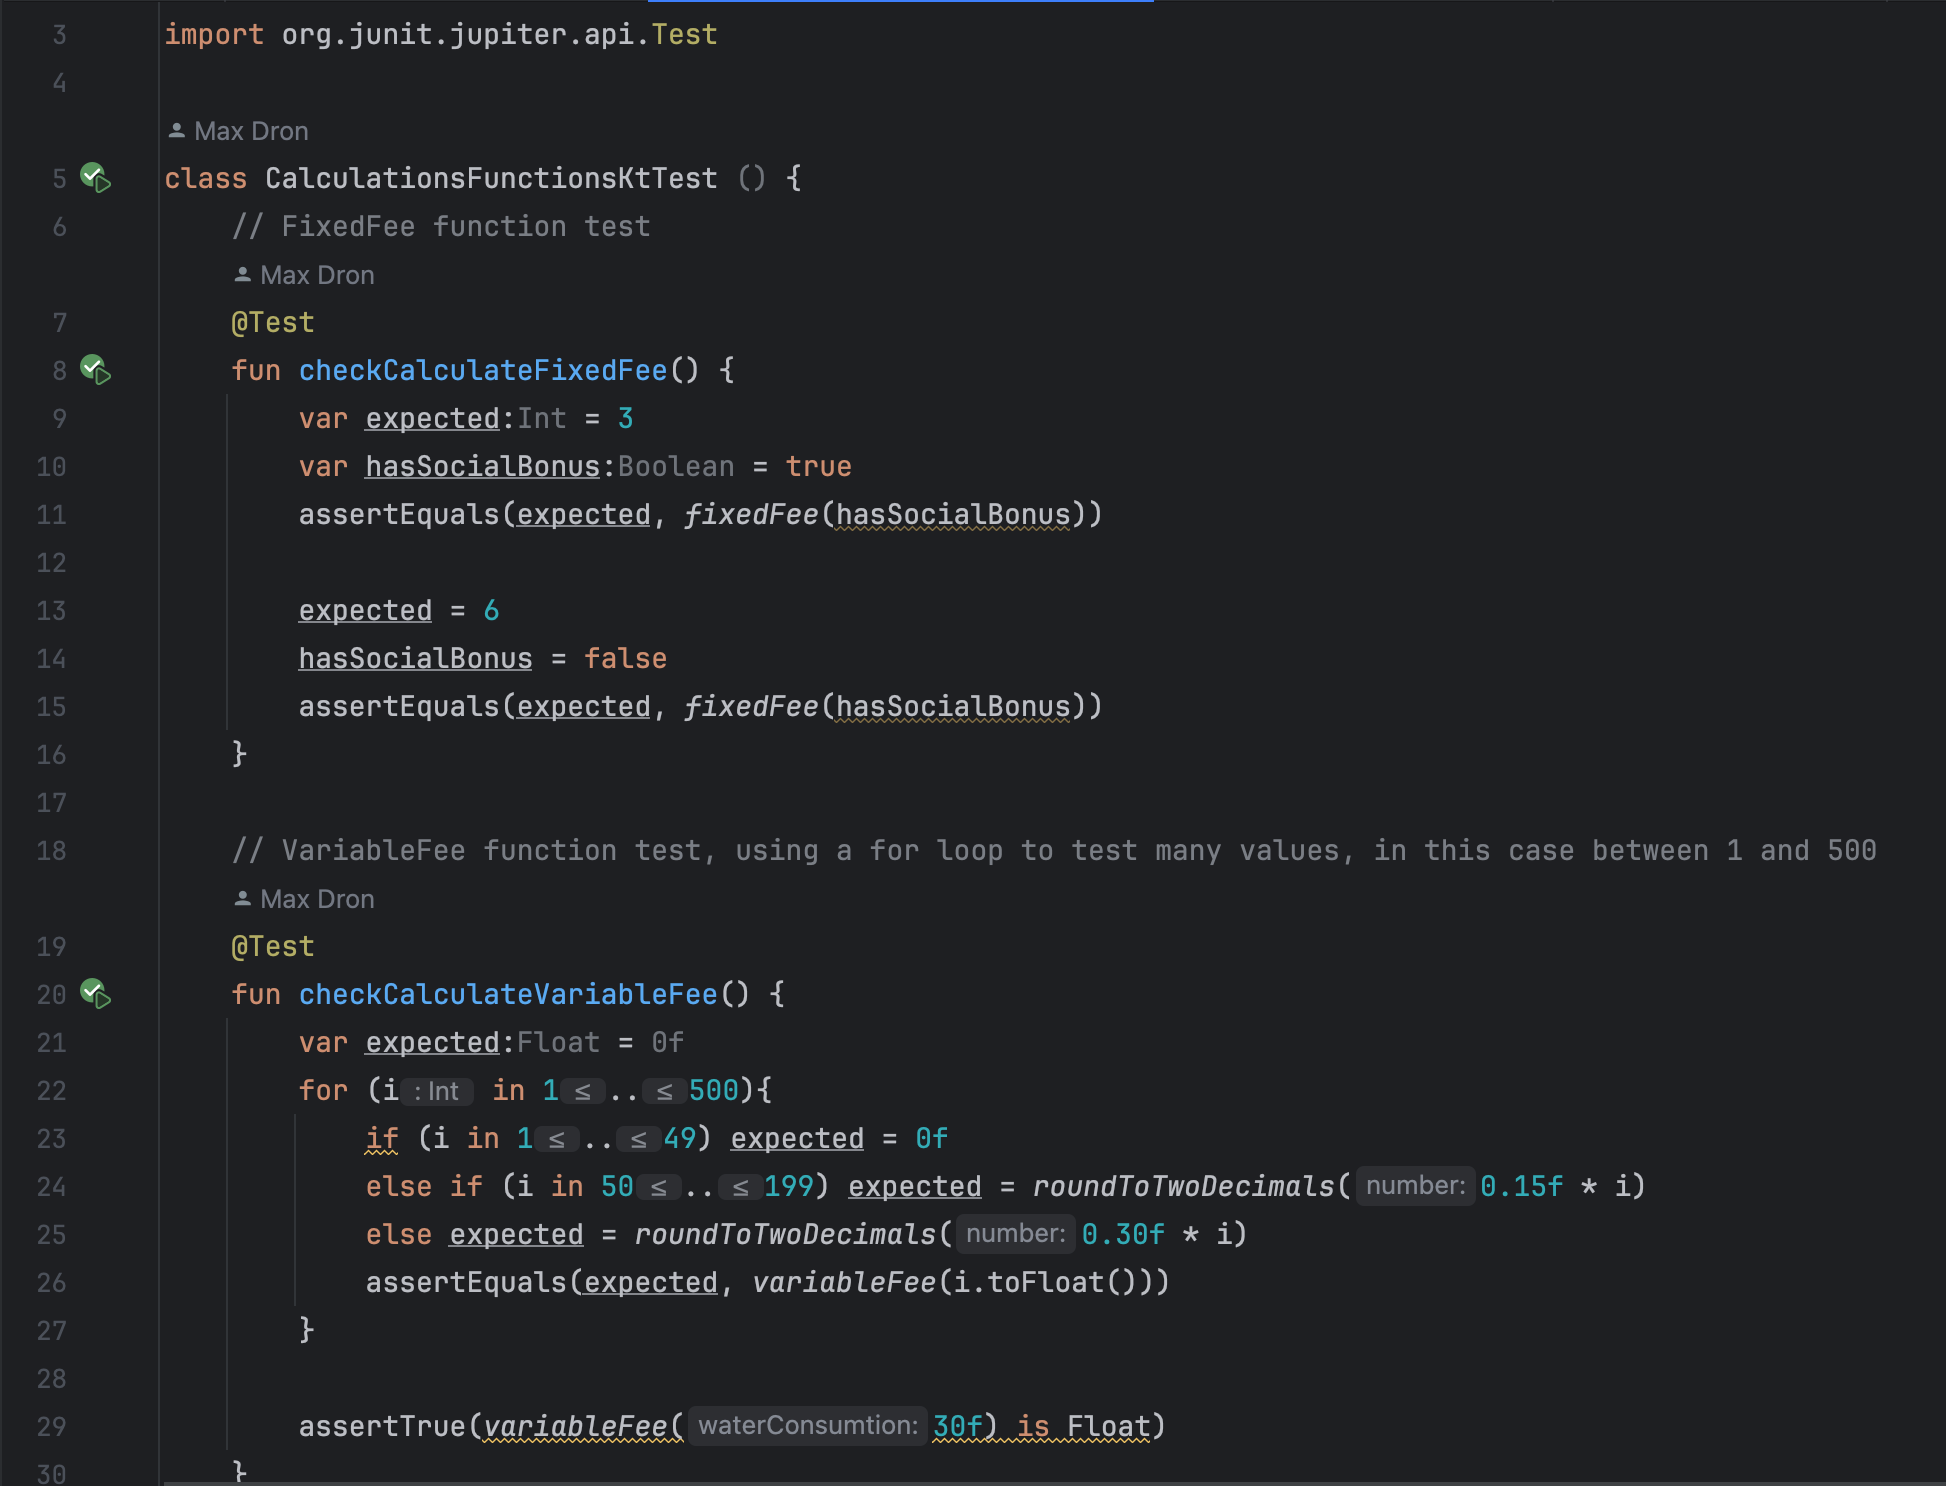 3 import org.junit.jupiter.api.Test
4
Max Dron
5 class CalculationsFunctionsKtTest () {
6 // FixedFee function test
Max Dron
7 @Test
8 fun checkCalculateFixedFee() {
9 var expected:Int = 3
10 var hasSocialBonus:Boolean = true
11 assertEquals(expected, fixedFee(hasSocialBonus))
12
13 expected = 6
14 hasSocialBonus = false
15 assertEquals(expected, fixedFee(hasSocialBonus))
16 }
17
18 // VariableFee function test, using a for loop to test many values, in this case between 1 and 500
Max Dron
19 @Test
20 fun checkCalculateVariableFee() {
21 var expected:Float = 0f
22 for (i : Int in 1 ≤ .. ≤ 500){
23 if (i in 1 ≤ .. ≤ 49) expected = 0f
24 else if (i in 50 ≤ .. ≤ 199) expected = roundToTwoDecimals( number: 0.15f * i)
25 else expected = roundToTwoDecimals( number: 0.30f * i)
26 assertEquals(expected, variableFee(i.toFloat()))
27 }
28
29 assertTrue(variableFee( waterConsumtion: 30f) is Float)
30 }